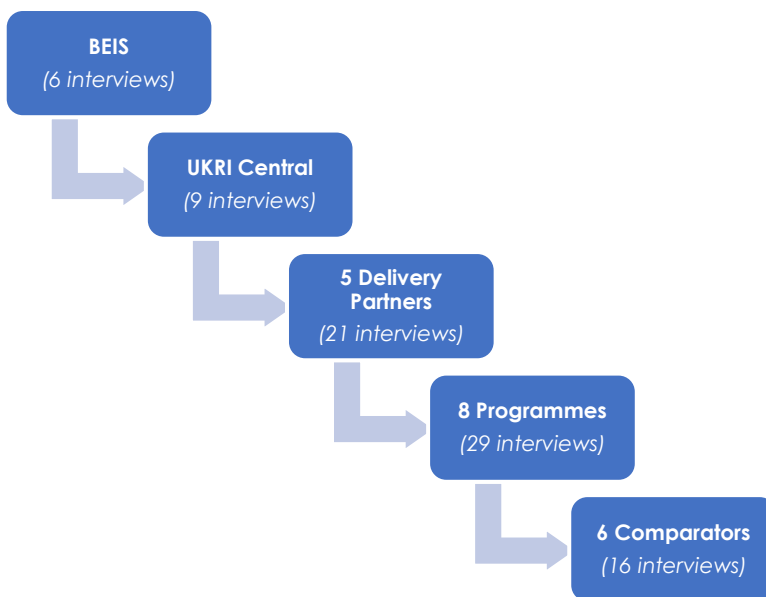 BEIS
(6 interviews)
UKRI Central
(9 interviews)
5 Delivery
Partners
(21 interviews)
8 Programmes
(29 interviews)
6 Comparators
(16 interviews)